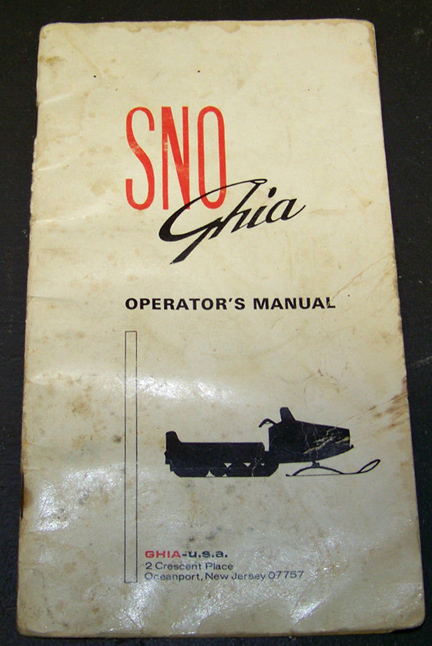 SNO
Ghia
OPERATOR'S MANUAL
GHIA-u.s.a.
2 Crescent Place
Oceanport, New Jersey 07757